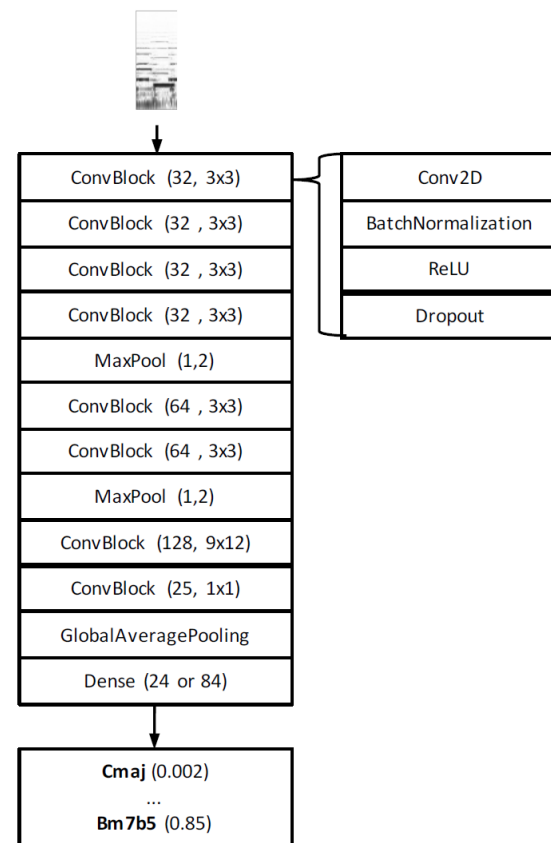 ConvBlock (32, 3x3)
ConvBlock (32 , 3x3)
ConvBlock (32 , 3x3)
ConvBlock (32 , 3x3)
MaxPool (1,2)
ConvBlock (64 , 3x3)
ConvBlock (64 , 3x3)
MaxPool (1,2)
ConvBlock (128, 9x12)
ConvBlock (25, 1x1)
GlobalAveragePooling
Dense (24 or 84)
Conv2D
BatchNormalization
ReLU
Dropout
Cmaj (0.002)
...
Bm7b5 (0.85)